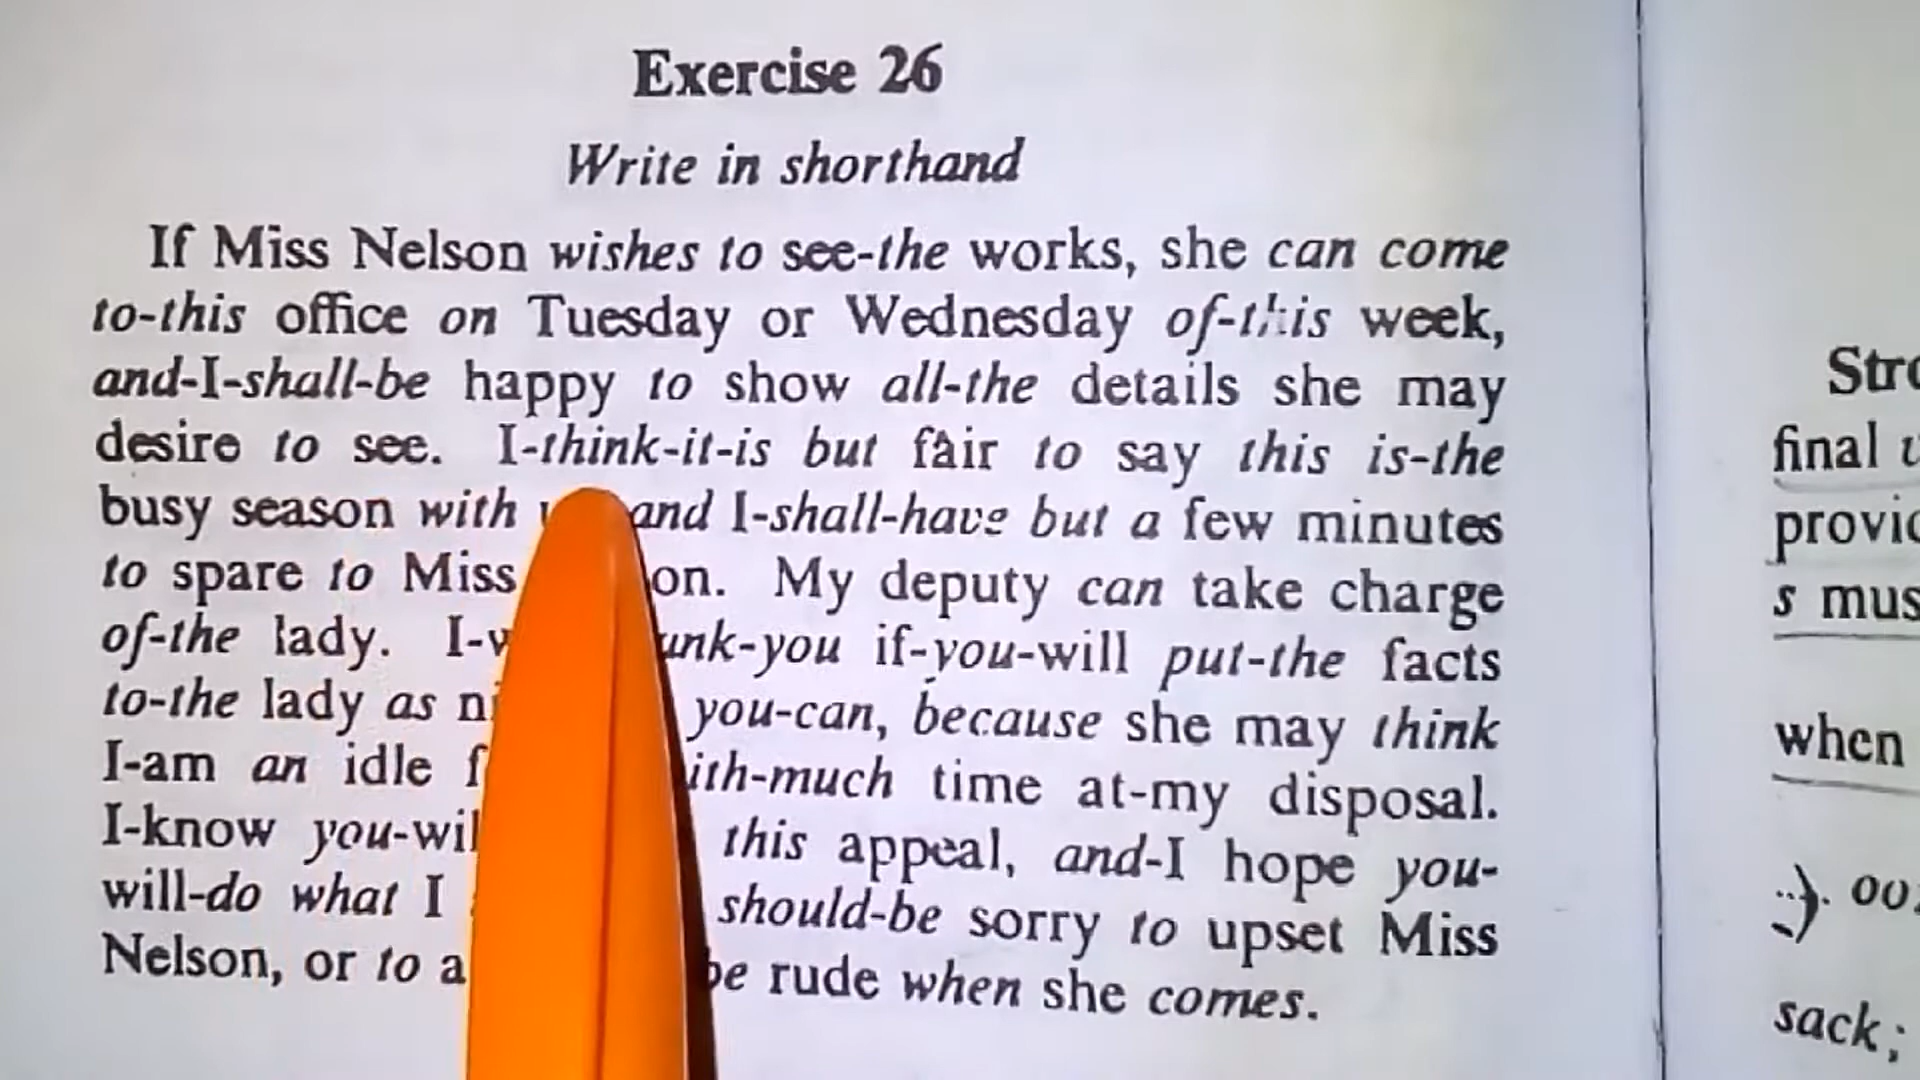 Exercise 26
Write in shorthand
If Miss Nelson wishes to see-the works, she can come
to-this office on Tuesday or Wednesday of-this week,
and-I-shall-be happy to show all-the details she may
desire to see. I-think-it-is but fair to say this is-the
busy season with and I-shall-have but a few minutes
to spare to Miss on. My deputy can take charge
of-the lady. I- -you if-you-will put-the facts
to-the lady as you-can, because she may think
I-am an idle -much time at-my disposal.
I-know you- this appeal, and-I hope you-
will-do what I should-be sorry to upset Miss
Nelson, or to be rude when she comes.
Stro
final
provic
s mus
when
sack;